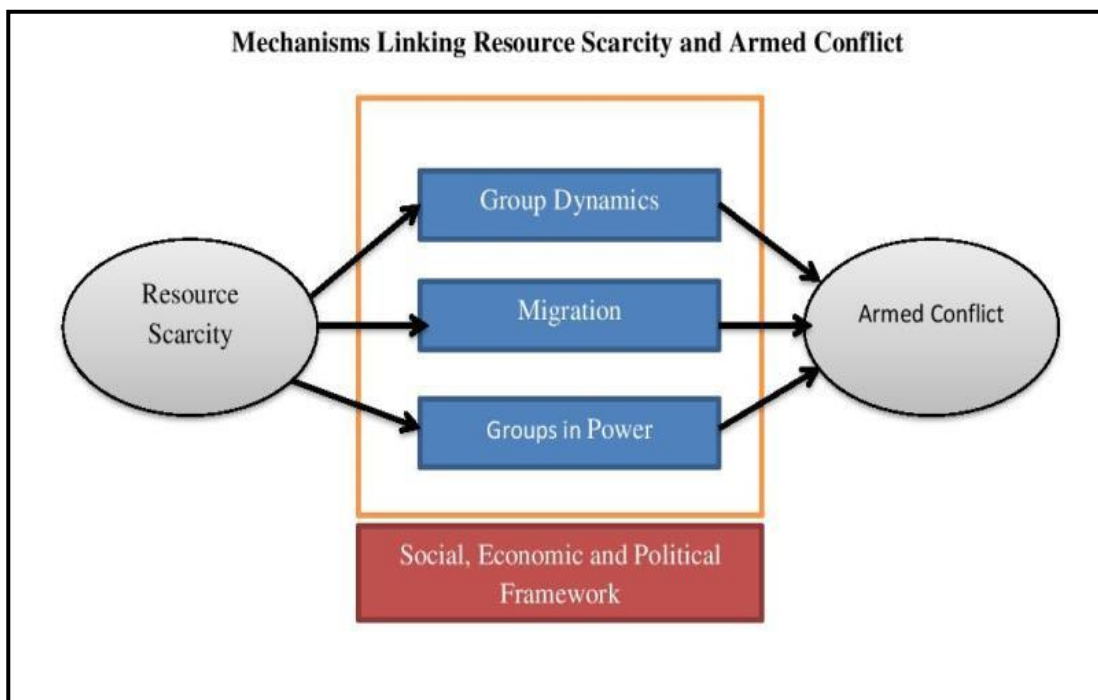 Mechanisms Linking Resource Scarcity and Armed Conflict
Group Dynamics
Resource
Scarcity
Migration
Armed Conflict
Groups in Power
Social, Economic and Political
Framework